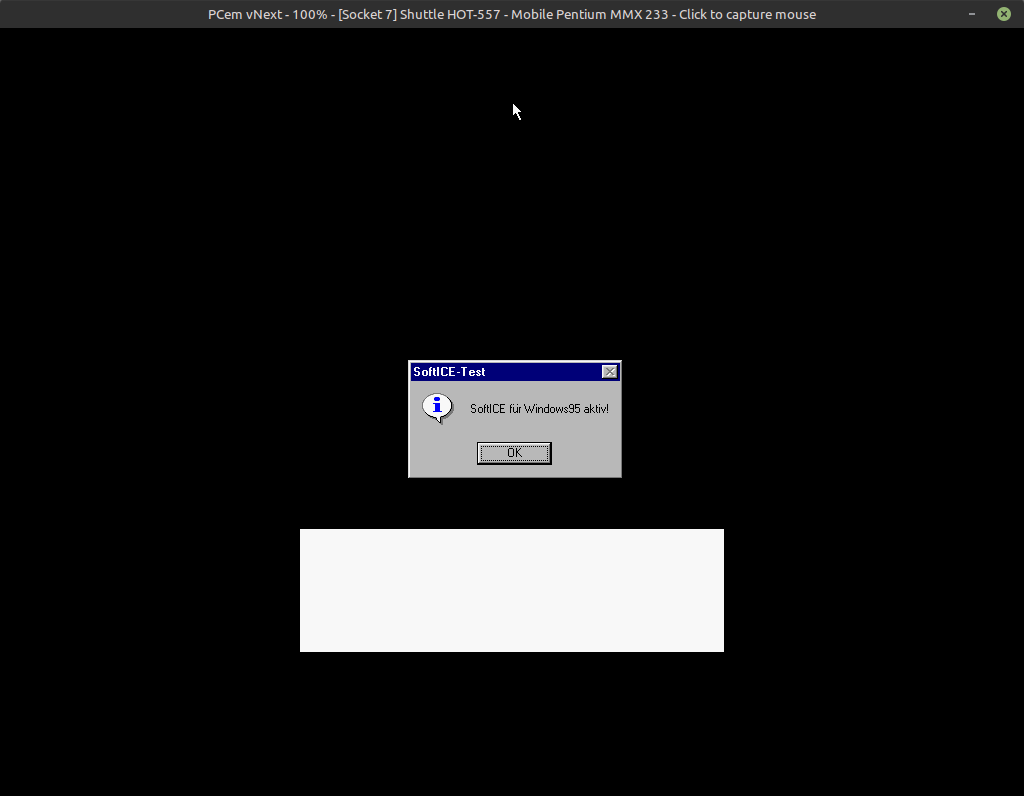 PCem vNext - 100% - [Socket 7] Shuttle HOT-557 - Mobile Pentium MMX 233 - Click to capture mouse
SoftICE-Test
SoftICE für Windows95 aktiv!
OK